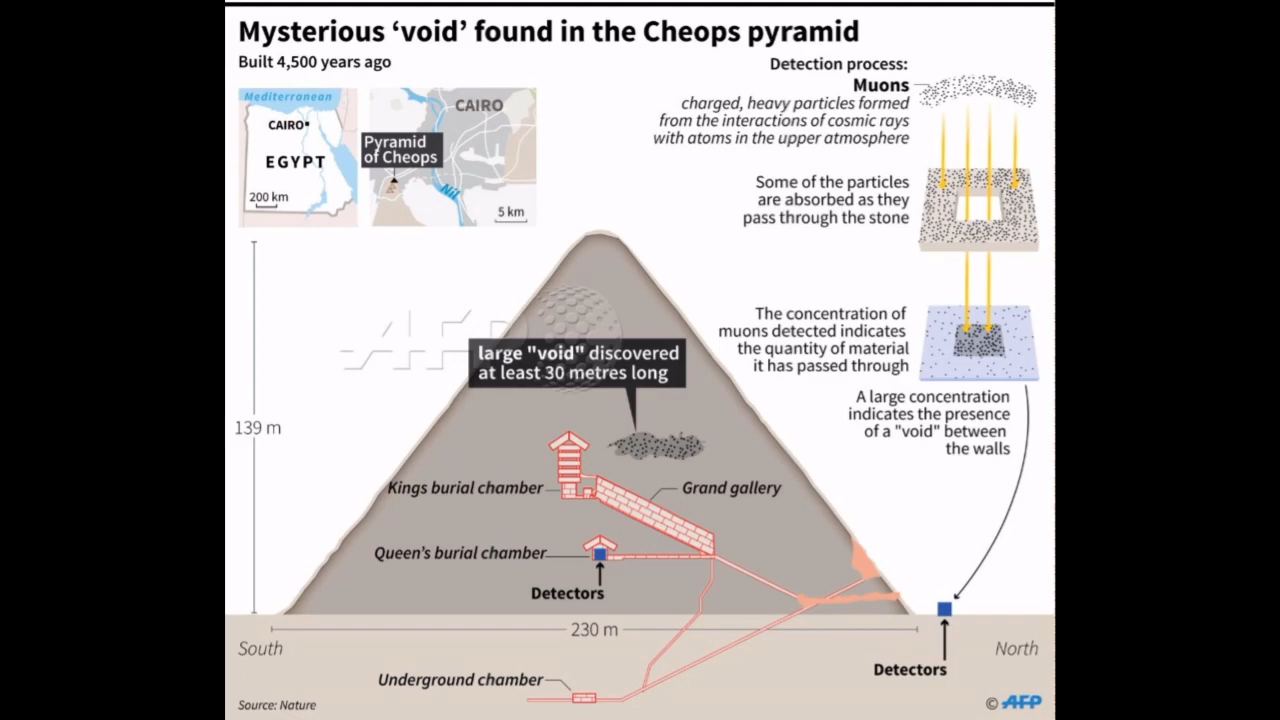 Mysterious ‘void’ found in the Cheops pyramid
Built 4,500 years ago
Mediterranean
CAIRO
EGYPT
200 km
CAIRO
Pyramid
of Cheops
Nil
5 km
Detection process:
Muons
charged, heavy particles formed
from the interactions of cosmic rays
with atoms in the upper atmosphere
Some of the particles
are absorbed as they
pass through the stone
The concentration of
muons detected indicates
the quantity of material
it has passed through
A large concentration
indicates the presence
of a "void" between
the walls
AFP
large "void" discovered
at least 30 metres long
139 m
Kings burial chamber
Grand gallery
Queen’s burial chamber
Detectors
230 m
South
North
Detectors
Underground chamber
Source: Nature
© AFP